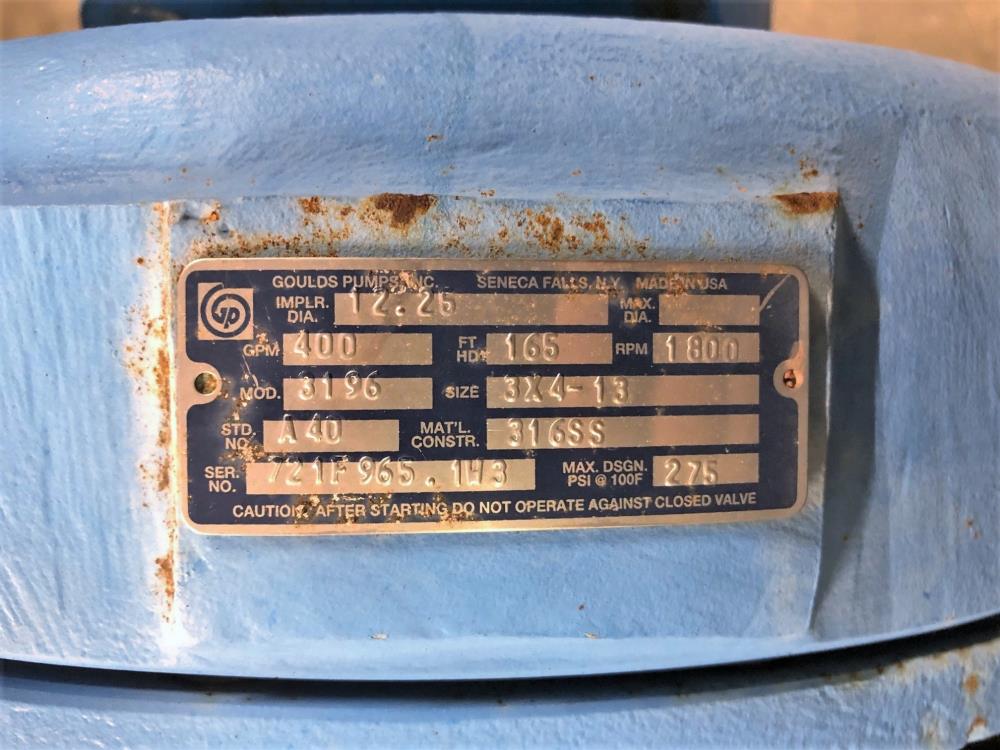 GOULDS PUMPS, INC. SENECA FALLS, N.Y. MADE IN USA
IMPLR. DIA. 12.25 MAX. DIA.
GPM 400 FT HD 165 RPM 1800
MOD. 3196 SIZE 3X4-13
STD. NO. A40 MAT'L. CONSTR. 316SS
SER. NO. 721F965.1W3 MAX. DSGN. PSI @ 100F 275
CAUTION, AFTER STARTING DO NOT OPERATE AGAINST CLOSED VALVE